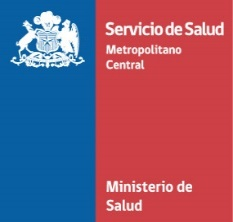 Servicio de Salud
Metropolitano
Central
Ministerio de
Salud